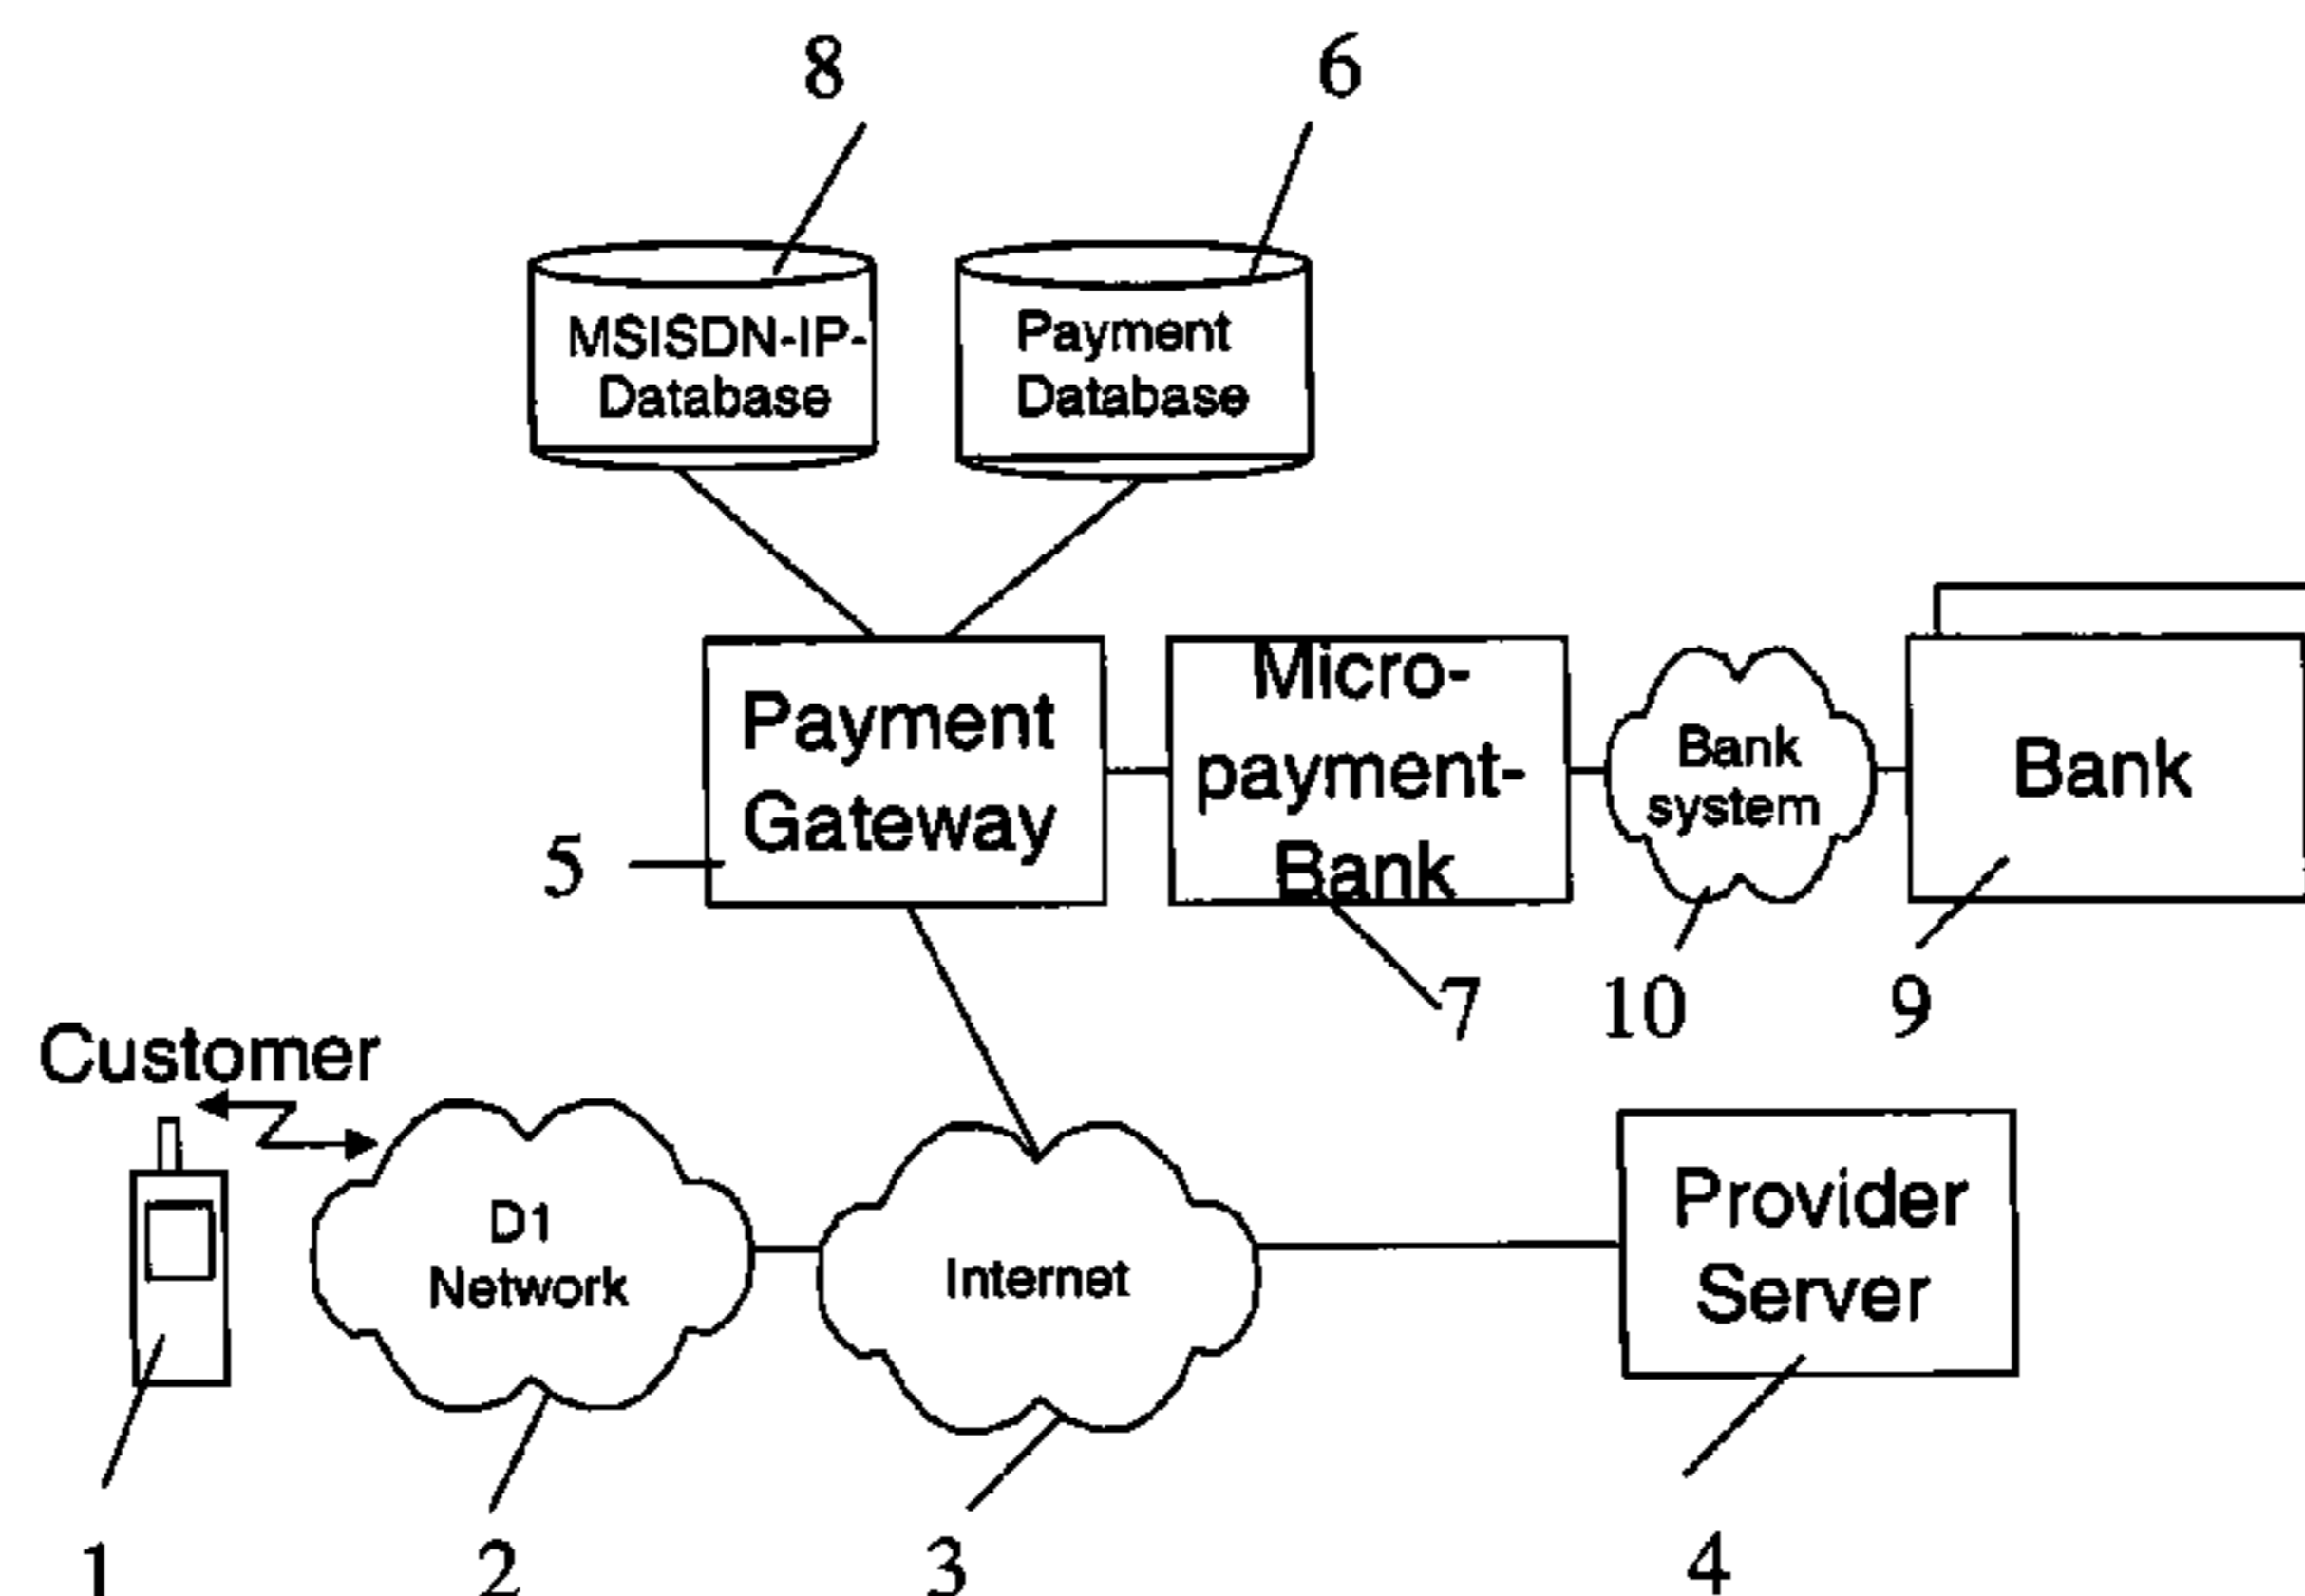 8
6
MSISDN-IP-
Database
Payment
Database
Payment
Gateway
Micro-
payment-
Bank
Bank
system
Bank
5
7
10
9
Customer
D1
Network
Internet
Provider
Server
1
2
3
4